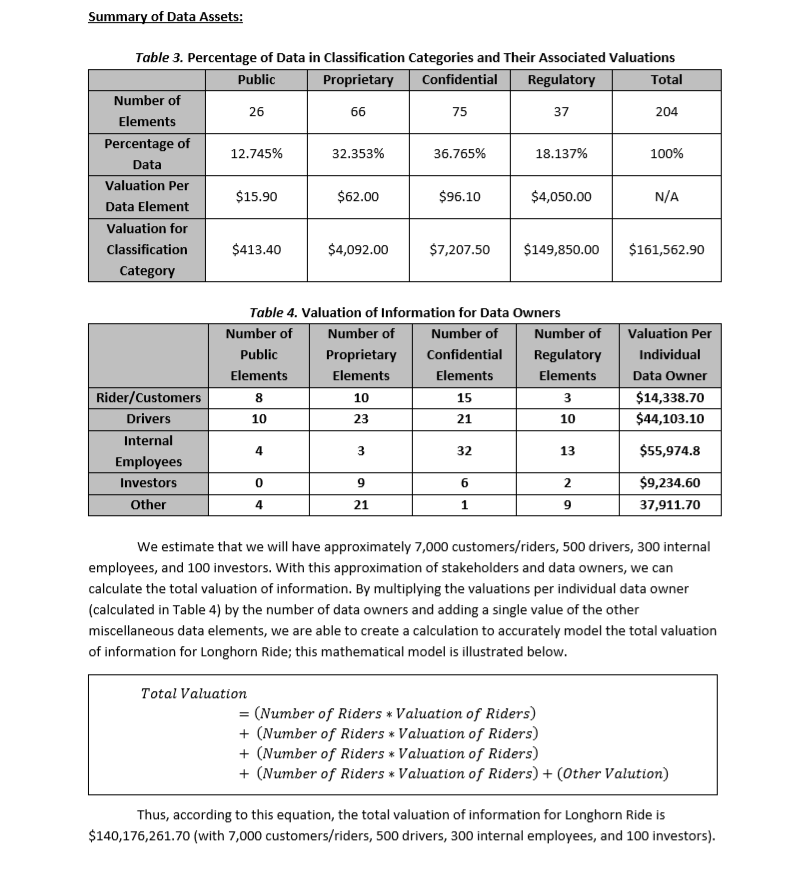 Summary of Data Assets:
Table 3. Percentage of Data in Classification Categories and Their Associated Valuations
Public Proprietary Confidential Regulatory Total
Number of
Elements
26 66 75 37 204
Percentage of
Data
12.745% 32.353% 36.765% 18.137% 100%
Valuation Per
Data Element
$15.90 $62.00 $96.10 $4,050.00 N/A
Valuation for
Classification
Category
$413.40 $4,092.00 $7,207.50 $149,850.00 $161,562.90
Table 4. Valuation of Information for Data Owners
Number of
Public
Elements
Number of
Proprietary
Elements
Number of
Confidential
Elements
Number of
Regulatory
Elements
Valuation Per
Individual
Data Owner
Rider/Customers 8 10 15 3 $14,338.70
Drivers 10 23 21 10 $44,103.10
Internal
Employees
4 3 32 13 $55,974.8
Investors 0 9 6 2 $9,234.60
Other 4 21 1 9 37,911.70
We estimate that we will have approximately 7,000 customers/riders, 500 drivers, 300 internal
employees, and 100 investors. With this approximation of stakeholders and data owners, we can
calculate the total valuation of information. By multiplying the valuations per individual data owner
(calculated in Table 4) by the number of data owners and adding a single value of the other
miscellaneous data elements, we are able to create a calculation to accurately model the total valuation
of information for Longhorn Ride; this mathematical model is illustrated below.
Total Valuation
= (Number of Riders ∗ Valuation of Riders)
+ (Number of Riders ∗ Valuation of Riders)
+ (Number of Riders ∗ Valuation of Riders)
+ (Number of Riders ∗ Valuation of Riders) + (Other Valution)
Thus, according to this equation, the total valuation of information for Longhorn Ride is
$140,176,261.70 (with 7,000 customers/riders, 500 drivers, 300 internal employees, and 100 investors).